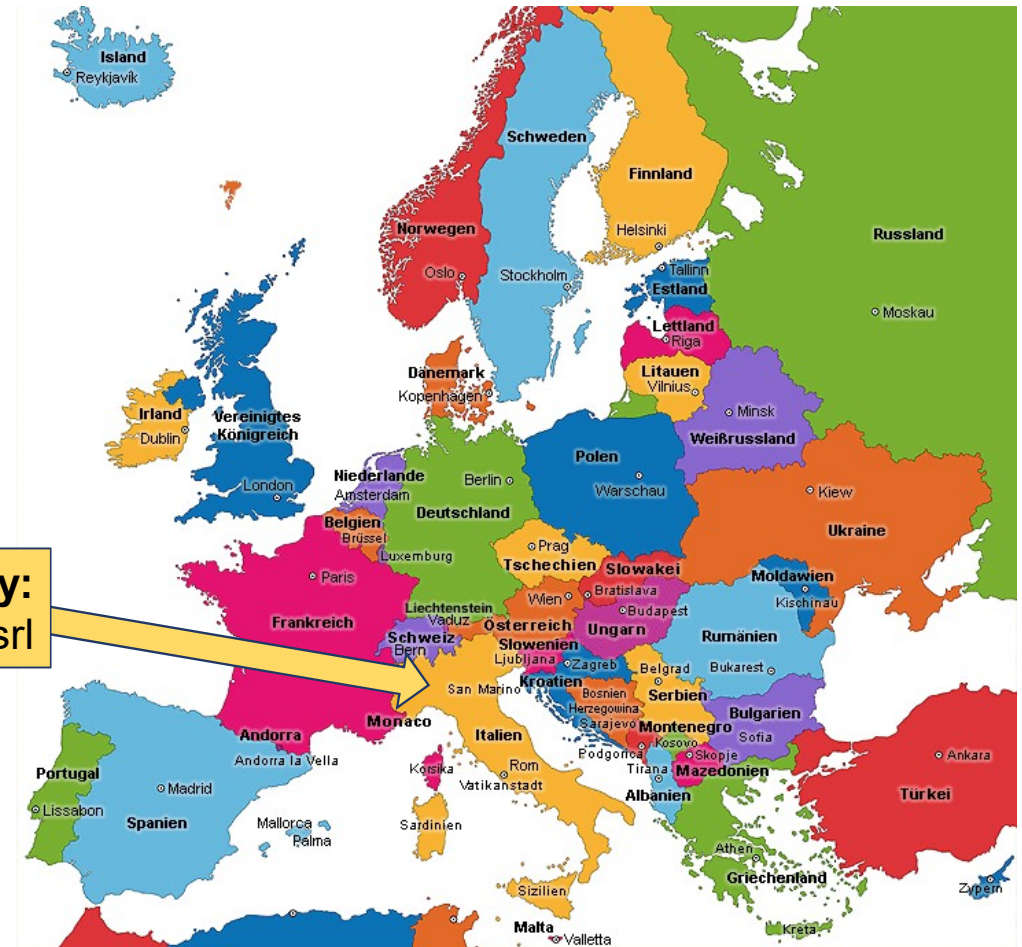 Island
Reykjavík
Schweden
Finnland
Norwegen
Helsinki
Russland
Oslo
Stockholm
Tallinn
Estland
Moskau
Lettland
Riga
Dänemark
Kopenhagen
Litauen
Vilnius
Irland
Dublin
Vereinigtes
Königreich
Minsk
Weißrussland
Polen
Warschau
Niederlande
Amsterdam
Berlin
Deutschland
London
Kiew
Ukraine
Belgien
Brüssel
Luxemburg
Prag
Tschechien
Slowakei
Bratislava
Moldawien
Kischinau
y:
srl
Paris
Frankreich
Liechtenstein
Vaduz
Wien
Österreich
Budapest
Ungarn
Rumänien
Bukarest
Schweiz
Bern
Slowenien
Ljubljana
Zagreb
Kroatien
Belgrad
Serbien
San Marino
Bosnien
Herzegowina
Sarajevo
Montenegro
Bulgarien
Sofia
Monaco
Italien
Kosovo
Podgorica
Skopje
Mazedonien
Tirana
Albanien
Andorra
Andorra la Vella
Korsika
Rom
Vatikanstadt
Ankara
Türkei
Portugal
Lissabon
Madrid
Spanien
Mallorca
Palma
Sardinien
Athen
Griechenland
Zypern
Sizilien
Malta
Valletta
Kreta